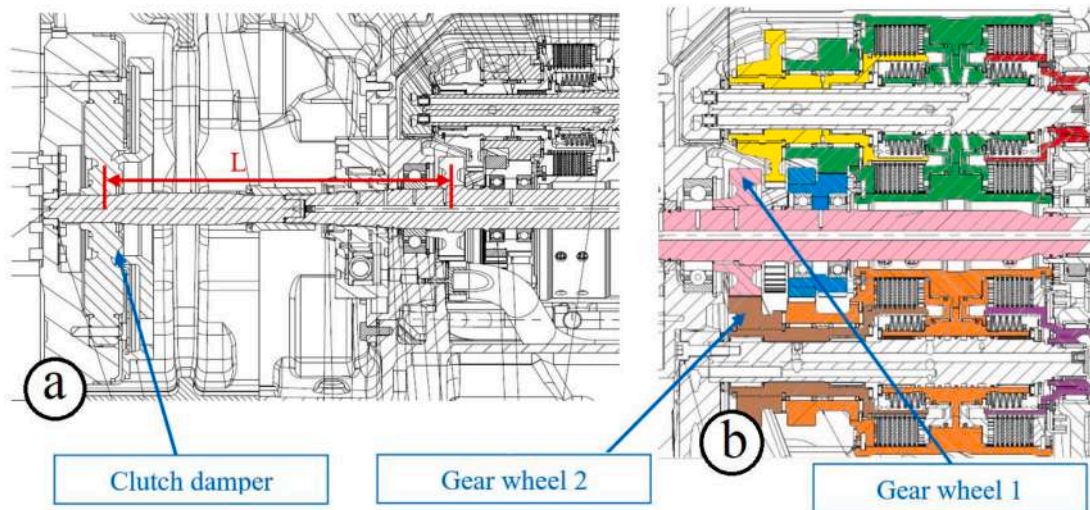 L
a
b
Clutch damper
Gear wheel 2
Gear wheel 1